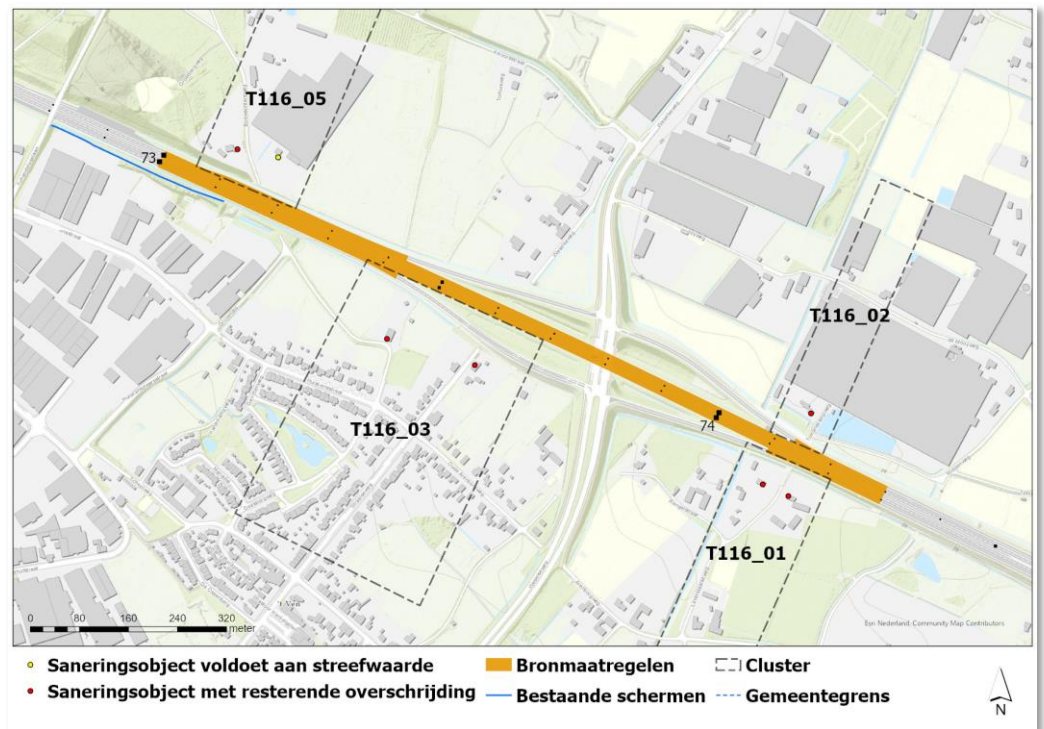 T116_05
73
T116_02
T116_03
74
T116_01
't Ven
0 80 160 240 320
meter
Esri Nederland, Community Map Contributors
Saneringsobject voldoet aan streefwaarde
Bronmaatregelen
Cluster
Saneringsobject met resterende overschrijding
Bestaande schermen
Gemeentegrens
N